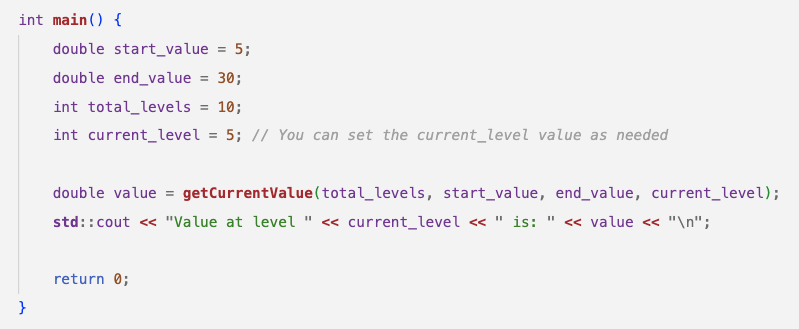 int main() {
    double start_value = 5;
    double end_value = 30;
    int total_levels = 10;
    int current_level = 5; // You can set the current_level value as needed

    double value = getCurrentValue(total_levels, start_value, end_value, current_level);
    std::cout << "Value at level " << current_level << " is: " << value << "\n";

    return 0;
}